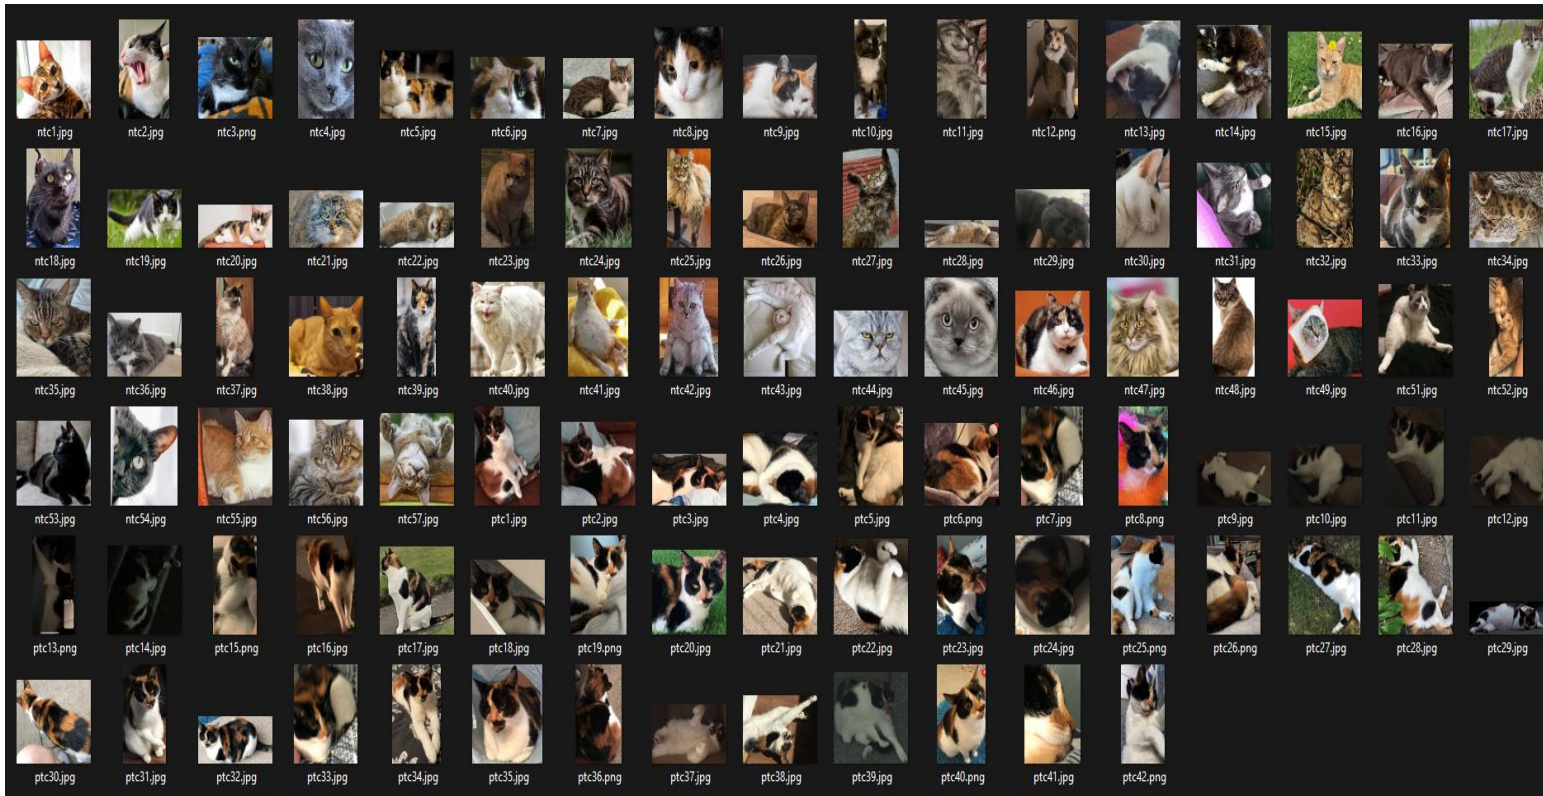 ntc1.jpg ntc2.jpg ntc3.png ntc4.jpg ntc5.jpg ntc6.jpg ntc7.jpg ntc8.jpg ntc9.jpg ntc10.jpg ntc11.jpg ntc12.png ntc13.jpg ntc14.jpg ntc15.jpg ntc16.jpg ntc17.jpg
ntc18.jpg ntc19.jpg ntc20.jpg ntc21.jpg ntc22.jpg ntc23.jpg ntc24.jpg ntc25.jpg ntc26.jpg ntc27.jpg ntc28.jpg ntc29.jpg ntc30.jpg ntc31.jpg ntc32.jpg ntc33.jpg ntc34.jpg
ntc35.jpg ntc36.jpg ntc37.jpg ntc38.jpg ntc39.jpg ntc40.jpg ntc41.jpg ntc42.jpg ntc43.jpg ntc44.jpg ntc45.jpg ntc46.jpg ntc47.jpg ntc48.jpg ntc49.jpg ntc51.jpg ntc52.jpg
ntc53.jpg ntc54.jpg ntc55.jpg ntc56.jpg ntc57.jpg ptc1.jpg ptc2.jpg ptc3.jpg ptc4.jpg ptc5.jpg ptc6.png ptc7.jpg ptc8.png ptc9.jpg ptc10.jpg ptc11.jpg ptc12.jpg
ptc13.png ptc14.jpg ptc15.png ptc16.jpg ptc17.jpg ptc18.jpg ptc19.png ptc20.jpg ptc21.jpg ptc22.jpg ptc23.jpg ptc24.jpg ptc25.png ptc26.png ptc27.jpg ptc28.jpg ptc29.jpg
ptc30.jpg ptc31.jpg ptc32.jpg ptc33.jpg ptc34.jpg ptc35.jpg ptc36.png ptc37.jpg ptc38.jpg ptc39.jpg ptc40.png ptc41.jpg ptc42.png